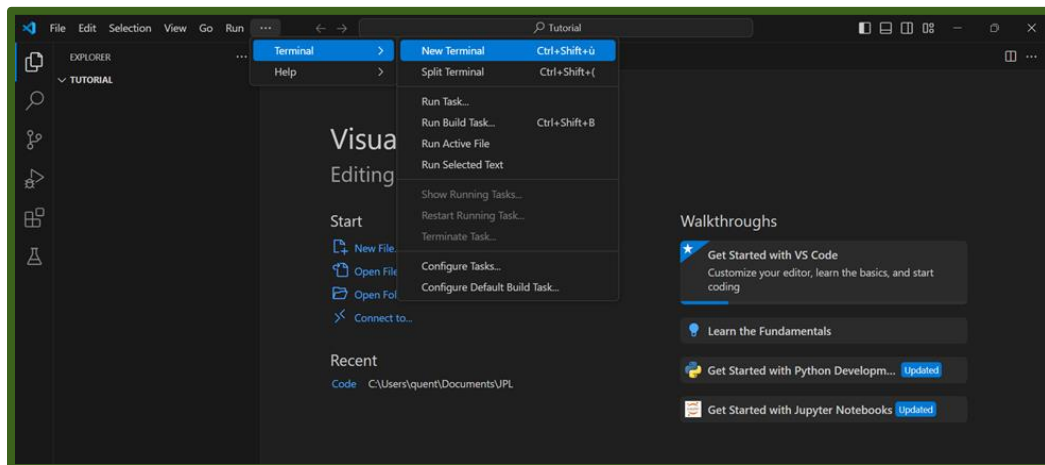 File Edit Selection View Go Run ... Tutorial
EXPLORER ...
TUTORIAL
Terminal
Help
New Terminal Ctrl+Shift+ù
Split Terminal Ctrl+Shift+(
Run Task...
Run Build Task... Ctrl+Shift+B
Run Active File
Run Selected Text
Show Running Tasks...
Restart Running Task...
Terminate Task...
Configure Tasks...
Configure Default Build Task...
Visua
Editing
Start
New File.
Open File
Open Fol
Connect to...
Recent
Code C:\Users\quent\Documents\JPL
Walkthroughs
Get Started with VS Code
Customize your editor, learn the basics, and start
coding
Learn the Fundamentals
Get Started with Python Developm... Updated
Get Started with Jupyter Notebooks Updated